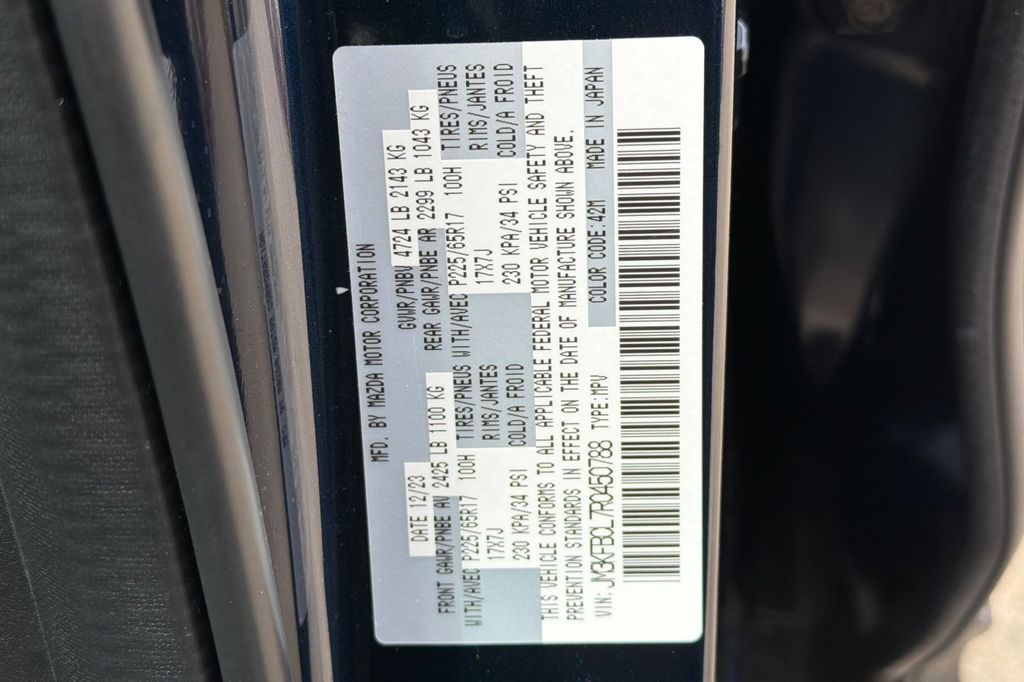 MFD. BY MAZDA MOTOR CORPORATION
DATE 12/23 GVWR/PNBV 4724 LB 2143 KG
FRONT GAWR/PNBE AV 2425 LB 1100 KG REAR GAWR/PNBE AR 2299 LB 1043 KG
WITH/AVEC P225/65R17 100H TIRES/PNEUS WITH/AVEC P225/65R17 100H TIRES/PNEUS
17X7J RIMS/JANTES 17X7J RIMS/JANTES
230 KPA/34 PSI COLD/A FROID 230 KPA/34 PSI COLD/A FROID
THIS VEHICLE CONFORMS TO ALL APPLICABLE FEDERAL MOTOR VEHICLE SAFETY AND THEFT
PREVENTION STANDARDS IN EFFECT ON THE DATE OF MANUFACTURE SHOWN ABOVE.
VIN: JM3KFBCL7R0450788 TYPE:MPV COLOR CODE:42M MADE IN JAPAN